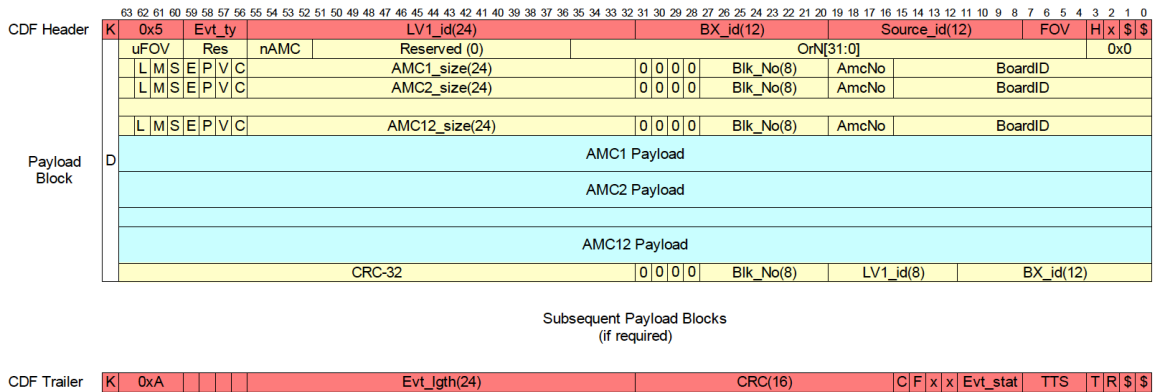 63 62 61 60 59 58 57 56 55 54 53 52 51 50 49 48 47 46 45 44 43 42 41 40 39 38 37 36 35 34 33 32 31 30 29 28 27 26 25 24 23 22 21 20 19 18 17 16 15 14 13 12 11 10 9 8 7 6 5 4 3 2 1 0
CDF Header K 0x5 Evt_ty LV1_id(24) BX_id(12) Source_id(12) FOV H x $ $
uFOV Res nAMC Reserved (0) OrN[31:0] 0x0
L M S E P V C AMC1_size(24) 0 0 0 0 Blk_No(8) AmcNo BoardID
L M S E P V C AMC2_size(24) 0 0 0 0 Blk_No(8) AmcNo BoardID
L M S E P V C AMC12_size(24) 0 0 0 0 Blk_No(8) AmcNo BoardID
Payload
Block
D
AMC1 Payload
AMC2 Payload
AMC12 Payload
CRC-32 0 0 0 0 Blk_No(8) LV1_id(8) BX_id(12)
Subsequent Payload Blocks
(if required)
CDF Trailer K 0xA Evt_lgth(24) CRC(16) C F x x Evt_stat TTS T R $ $